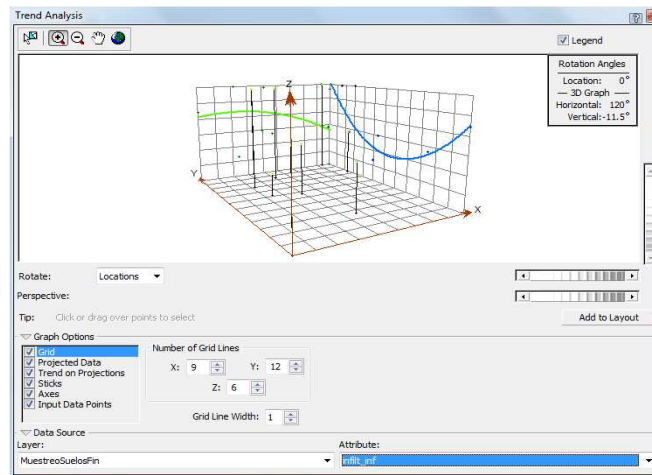 Trend Analysis
Legend
Rotation Angles
Location: 0°
— 3D Graph —
Horizontal: 120°
Vertical:-11.5°
Z
Y
X
Rotate: Locations
Perspective:
Tip: Click or drag over points to select
Add to Layout
Graph Options
Grid
Projected Data
Trend on Projections
Sticks
Axes
Input Data Points
Number of Grid Lines
X: 9 Y: 12
Z: 6
Grid Line Width: 1
Data Source
Layer: Attribute:
MuestreoSuelosFin infilt_inf